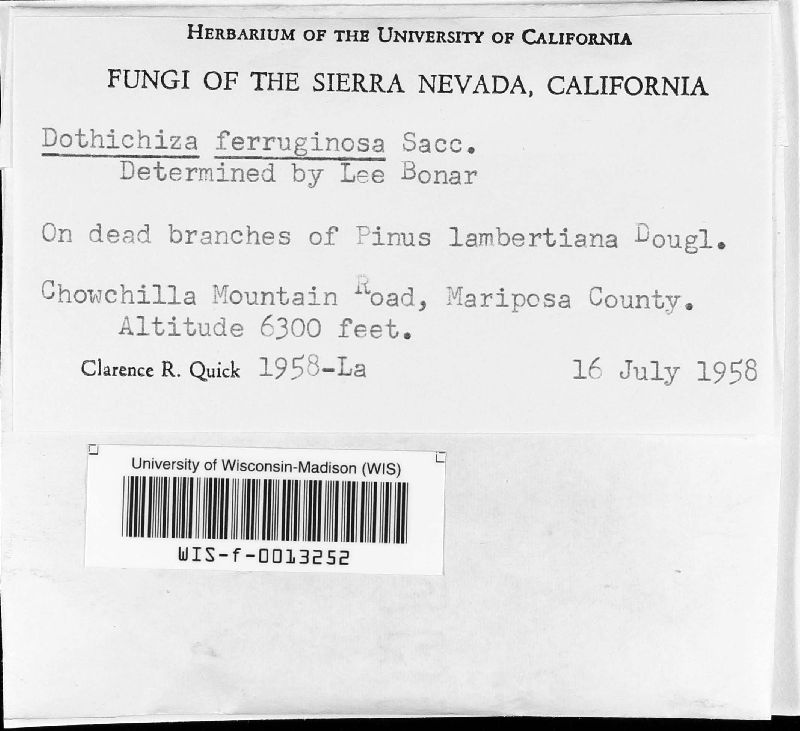 HERBARIUM OF THE UNIVERSITY OF CALIFORNIA
FUNGI OF THE SIERRA NEVADA, CALIFORNIA
Dothichiza ferruginosa Sacc.
Determined by Lee Bonar
On dead branches of Pinus lambertiana Dougl.
Chowchilla Mountain Road, Mariposa County.
Altitude 6300 feet.
Clarence R. Quick 1958-La 16 July 1958
University of Wisconsin-Madison (WIS)
WIS-f-0013252